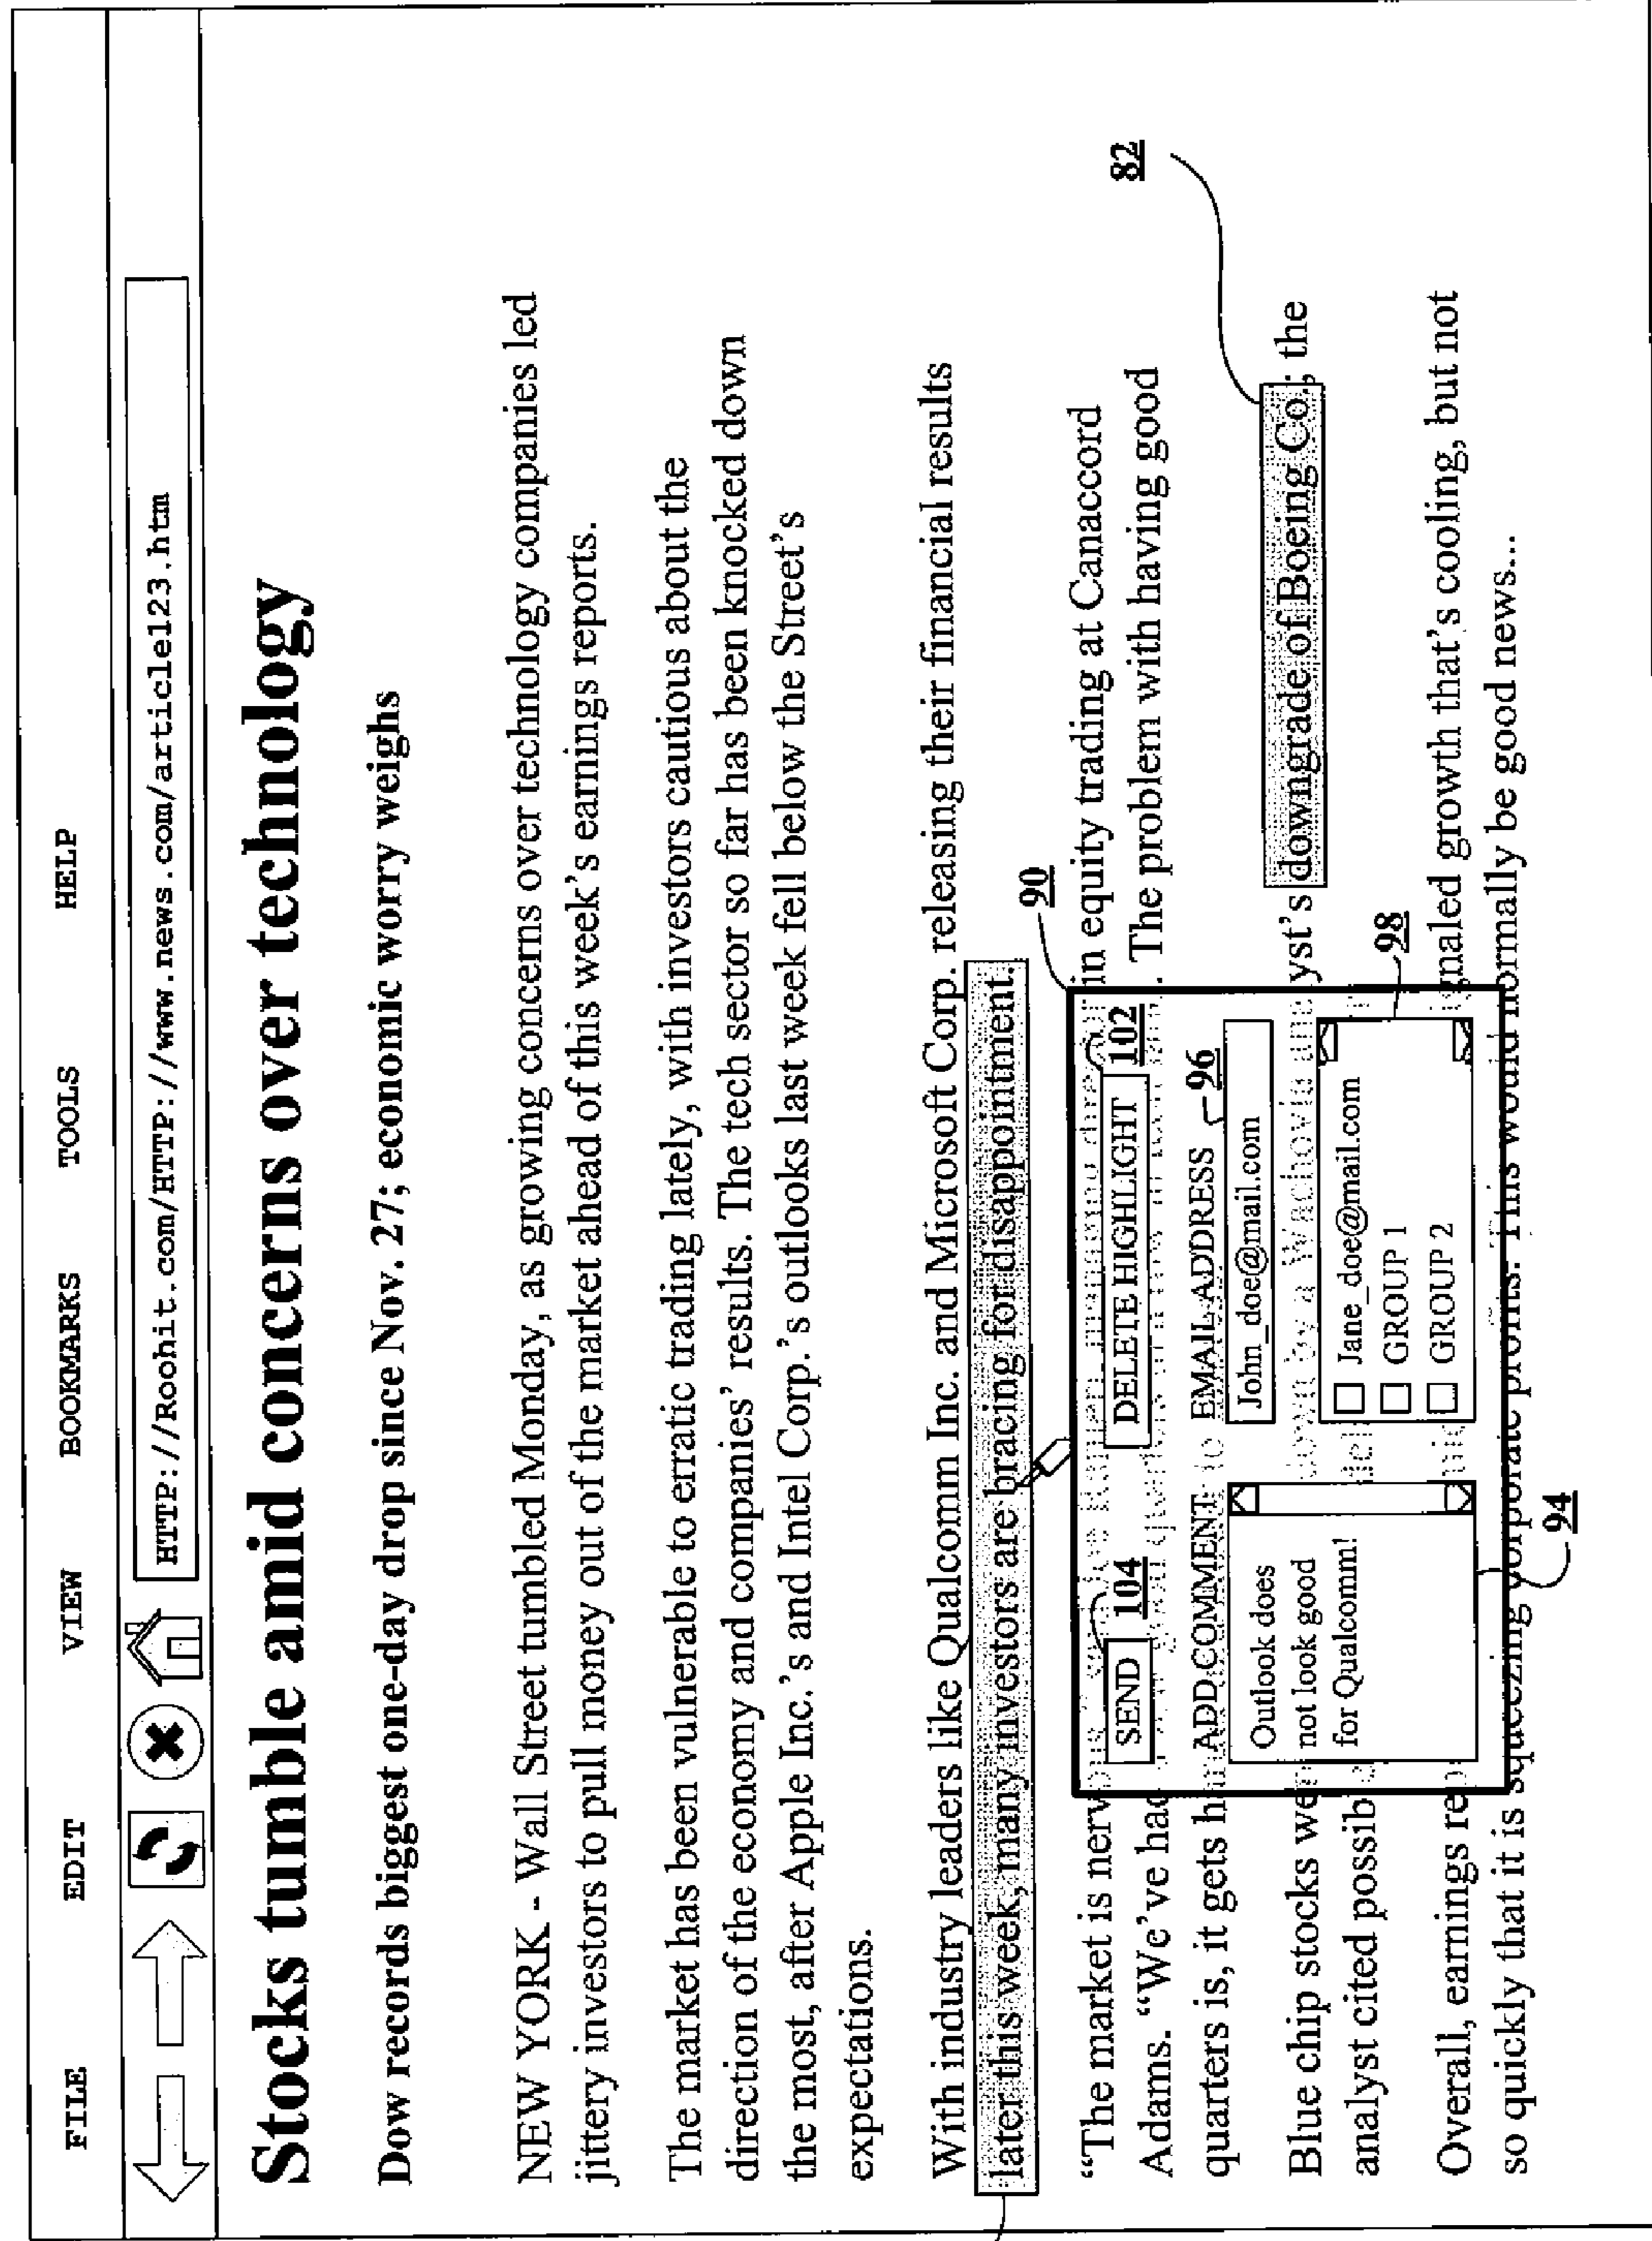 FILE EDIT VIEW BOOKMARKS TOOLS HELP
HTTP://Roohit.com/HTTP://www.news.com/article123.htm
Stocks tumble amid concerns over technology
Dow records biggest one-day drop since Nov. 27; economic worry weighs
NEW YORK - Wall Street tumbled Monday, as growing concerns over technology companies led
jittery investors to pull money out of the market ahead of this week's earnings reports.
The market has been vulnerable to erratic trading lately, with investors cautious about the
direction of the economy and companies' results. The tech sector so far has been knocked down
the most, after Apple Inc.'s and Intel Corp.'s outlooks last week fell below the Street's
expectations.
With industry leaders like Qualcomm Inc. and Microsoft Corp. releasing their financial results
later this week, many investors are bracing for disappointment.
90
82
"The market is nerv in equity trading at Canaccord
Adams. "We've had . The problem with having good
quarters is, it gets
Blue chip stocks we yst's downgrade of Boeing Co.; the
analyst cited possib
Overall, earnings re gnaled growth that's cooling, but not
so quickly that it is squeezing corporate profits. This would normally be good news...
SEND 104 DELETE HIGHLIGHT 102
ADD COMMENT EMAIL ADDRESS 96
Outlook does
not look good
for Qualcomm!
94
John_doe@mail.com
Jane_doe@mail.com
GROUP 1
GROUP 2
98